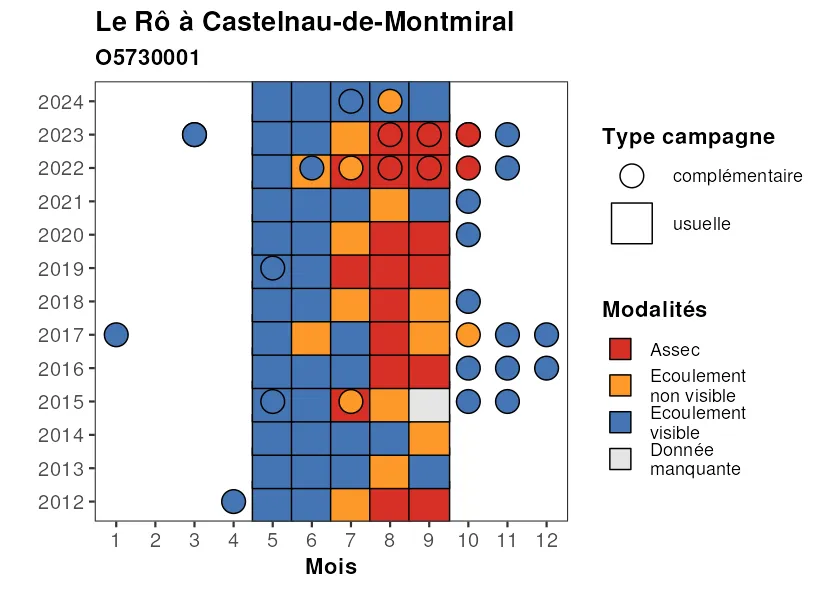 Le Rô à Castelnau-de-Montmiral
O5730001
2024
2023
2022
2021
2020
2019
2018
2017
2016
2015
2014
2013
2012
1 2 3 4 5 6 7 8 9 10 11 12
Mois
Type campagne
complémentaire
usuelle
Modalités
Assec
Ecoulement
non visible
Ecoulement
visible
Donnée
manquante